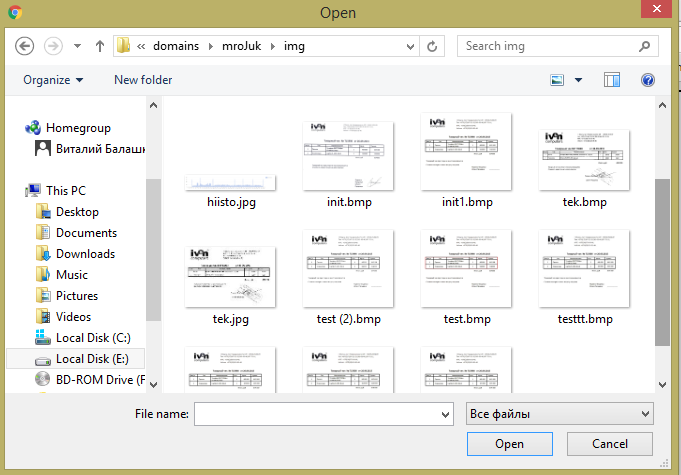 Open
domains mroJuk img
Search img
Organize New folder
Homegroup
Виталий Балашк
This PC
Desktop
Documents
Downloads
Music
Pictures
Videos
Local Disk (C:)
Local Disk (E:)
BD-ROM Drive (F
hiisto.jpg init.bmp init1.bmp tek.bmp
tek.jpg test (2).bmp test.bmp testtt.bmp
File name:
Все файлы
Open Cancel